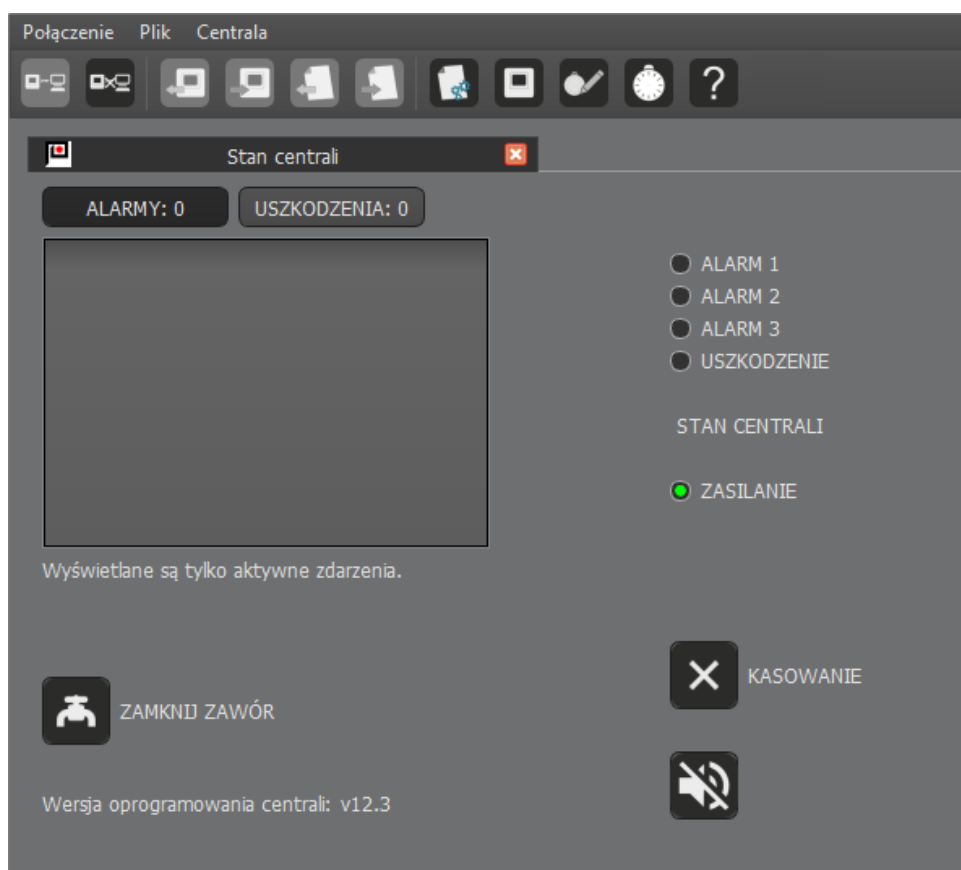 Połączenie Plik Centrala
?
Stan centrali
ALARMY: 0 USZKODZENIA: 0
ALARM 1
ALARM 2
ALARM 3
USZKODZENIE
STAN CENTRALI
ZASILANIE
Wyświetlane są tylko aktywne zdarzenia.
KASOWANIE
ZAMKNIJ ZAWÓR
Wersja oprogramowania centrali: v12.3